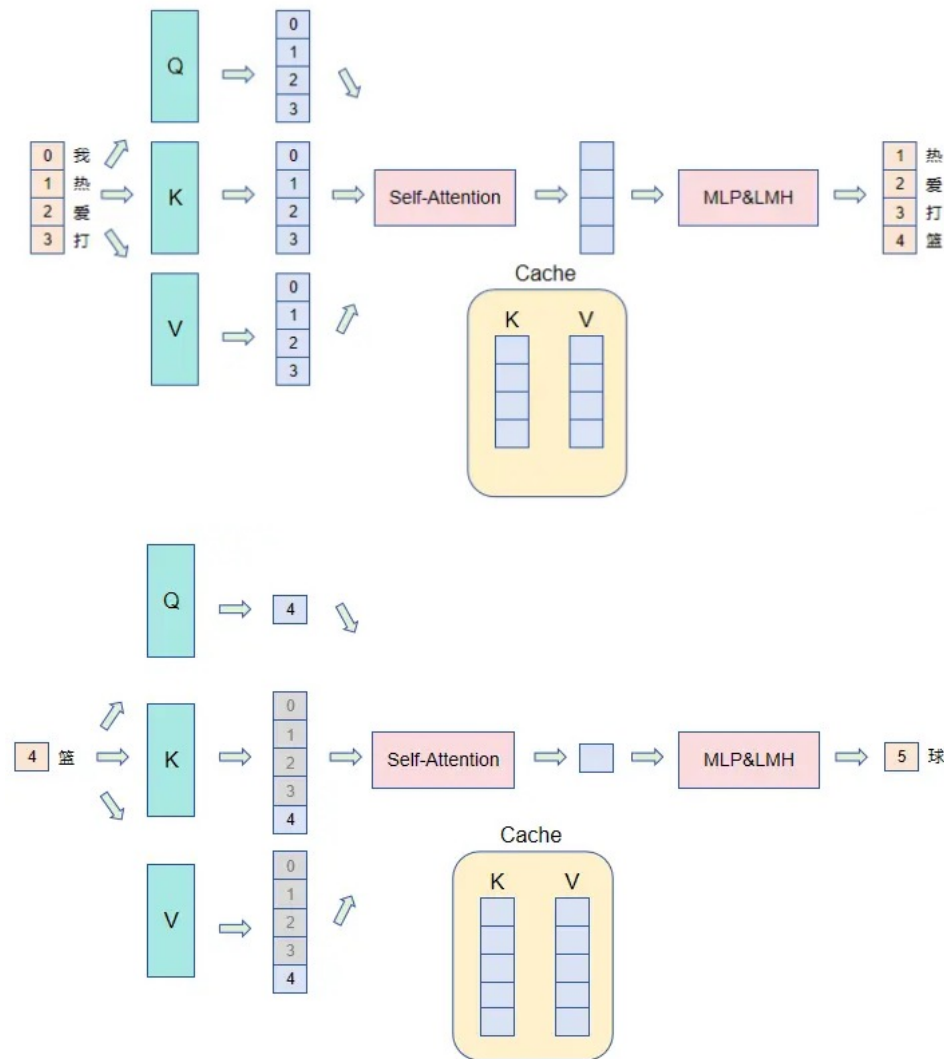 Q
0
1
2
3
0 我
1 热
2 爱
3 打
K
0
1
2
3
Self-Attention
MLP&LMH
1 热
2 爱
3 打
4 篮
V
0
1
2
3
Cache
K V
Q
4
4 篮
K
0
1
2
3
4
Self-Attention
MLP&LMH
5 球
V
0
1
2
3
4
Cache
K V